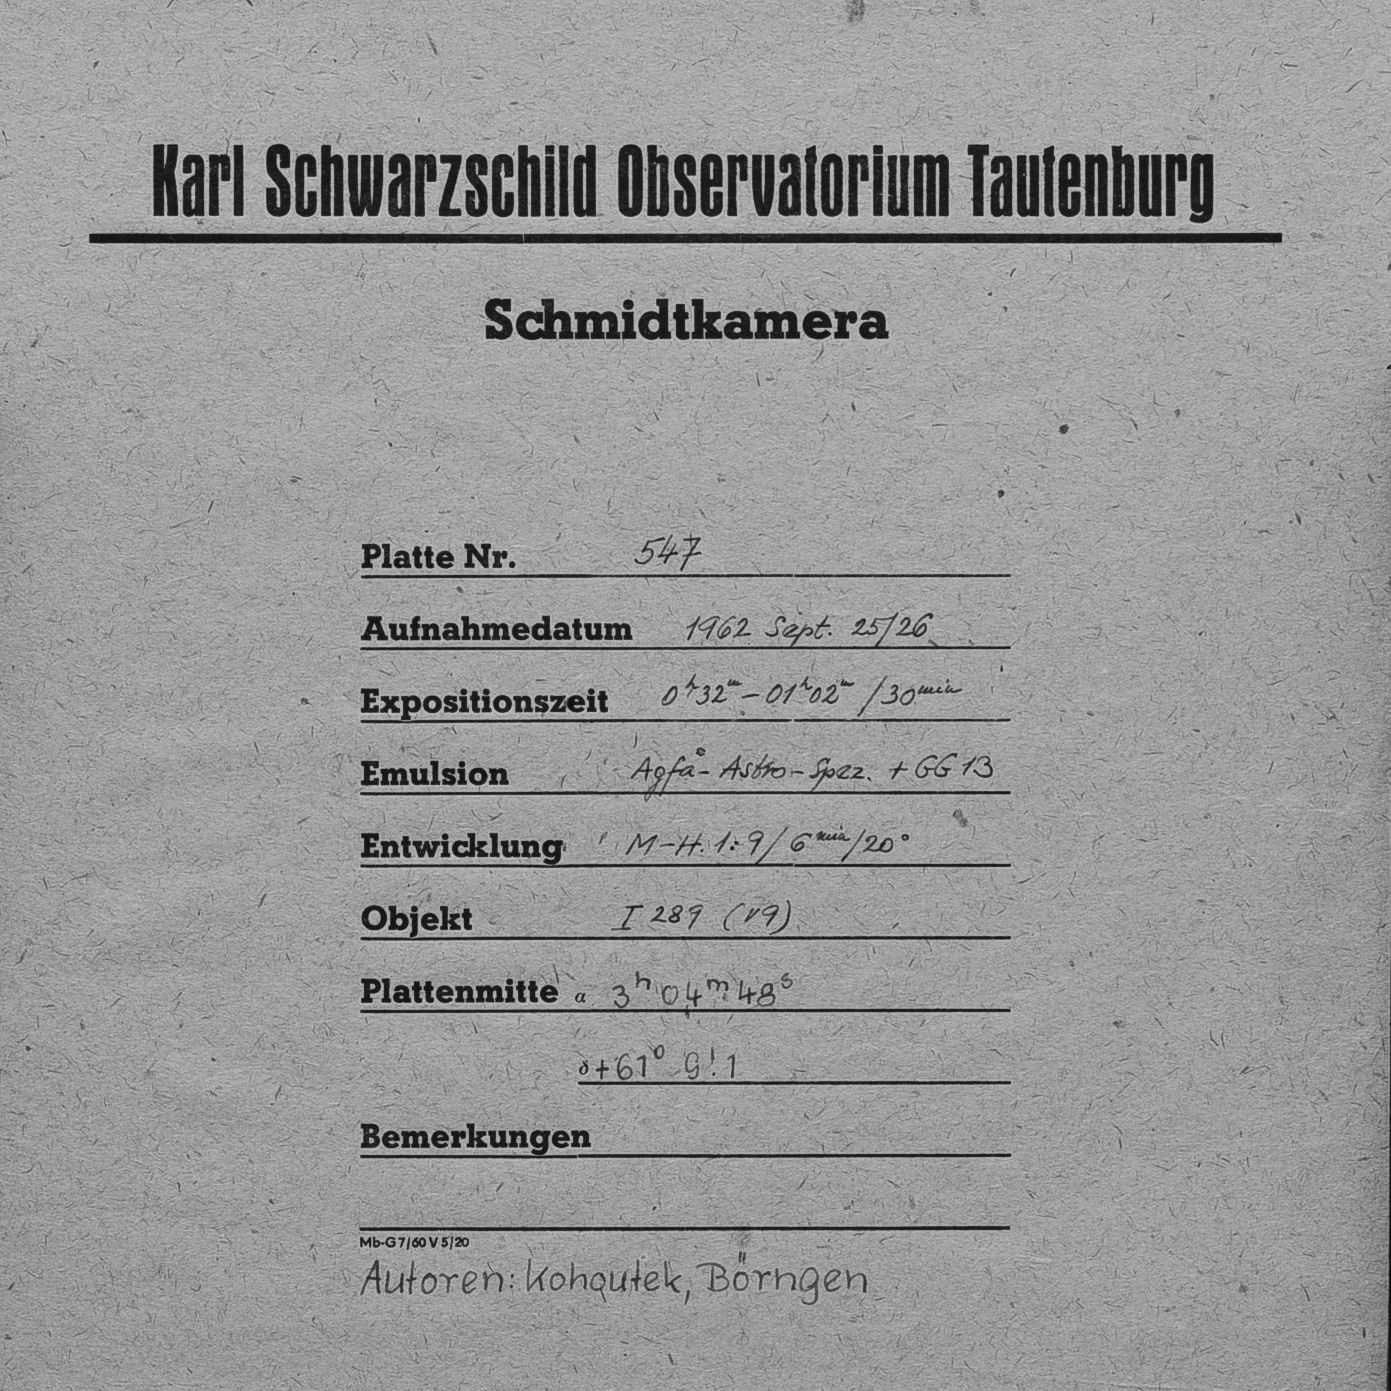 Karl Schwarzschild Observatorium Tautenburg
Schmidtkamera
Platte Nr. 547
Aufnahmedatum 1962 Sept. 25/26
Expositionszeit 0ʰ32ᵐ – 01ʰ02ᵐ /30ᵐⁱⁿ
Emulsion Agfa-Astro-Spez. + GG 13
Entwicklung M-H. 1:9/6ᵐⁱⁿ/20°
Objekt I 289 (v9)
Plattenmitte α 3ʰ 04ᵐ 48ˢ
δ +61° 9'.1
Bemerkungen
Mb-G 7/60 V 5/20
Autoren: Kohoutek, Börngen